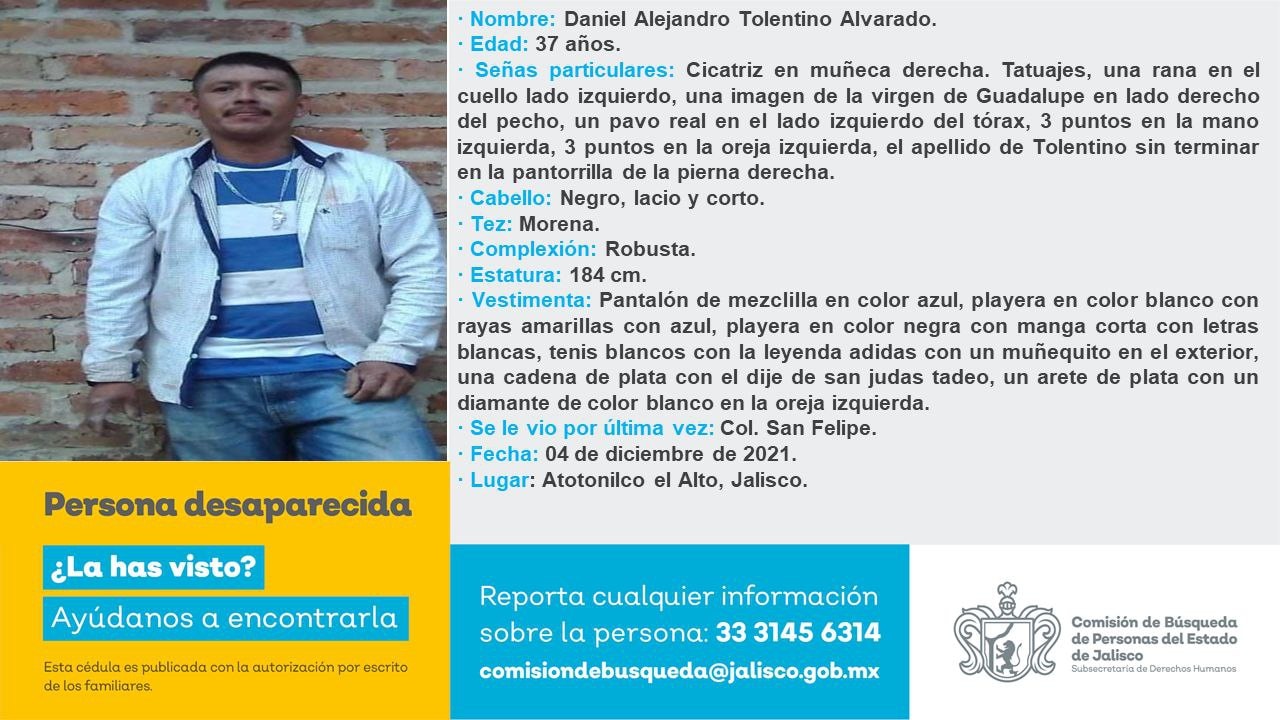 · Nombre: Daniel Alejandro Tolentino Alvarado.
· Edad: 37 años.
· Señas particulares: Cicatriz en muñeca derecha. Tatuajes, una rana en el
cuello lado izquierdo, una imagen de la virgen de Guadalupe en lado derecho
del pecho, un pavo real en el lado izquierdo del tórax, 3 puntos en la mano
izquierda, 3 puntos en la oreja izquierda, el apellido de Tolentino sin terminar
en la pantorrilla de la pierna derecha.
· Cabello: Negro, lacio y corto.
· Tez: Morena.
· Complexión: Robusta.
· Estatura: 184 cm.
· Vestimenta: Pantalón de mezclilla en color azul, playera en color blanco con
rayas amarillas con azul, playera en color negra con manga corta con letras
blancas, tenis blancos con la leyenda adidas con un muñequito en el exterior,
una cadena de plata con el dije de san judas tadeo, un arete de plata con un
diamante de color blanco en la oreja izquierda.
· Se le vio por última vez: Col. San Felipe.
· Fecha: 04 de diciembre de 2021.
· Lugar: Atotonilco el Alto, Jalisco.
Persona desaparecida
¿La has visto?
Ayúdanos a encontrarla
Esta cédula es publicada con la autorización por escrito
de los familiares.
Reporta cualquier información
sobre la persona: 33 3145 6314
comisiondebusqueda@jalisco.gob.mx
Comisión de Búsqueda
de Personas del Estado
de Jalisco
Subsecretaría de Derechos Humanos